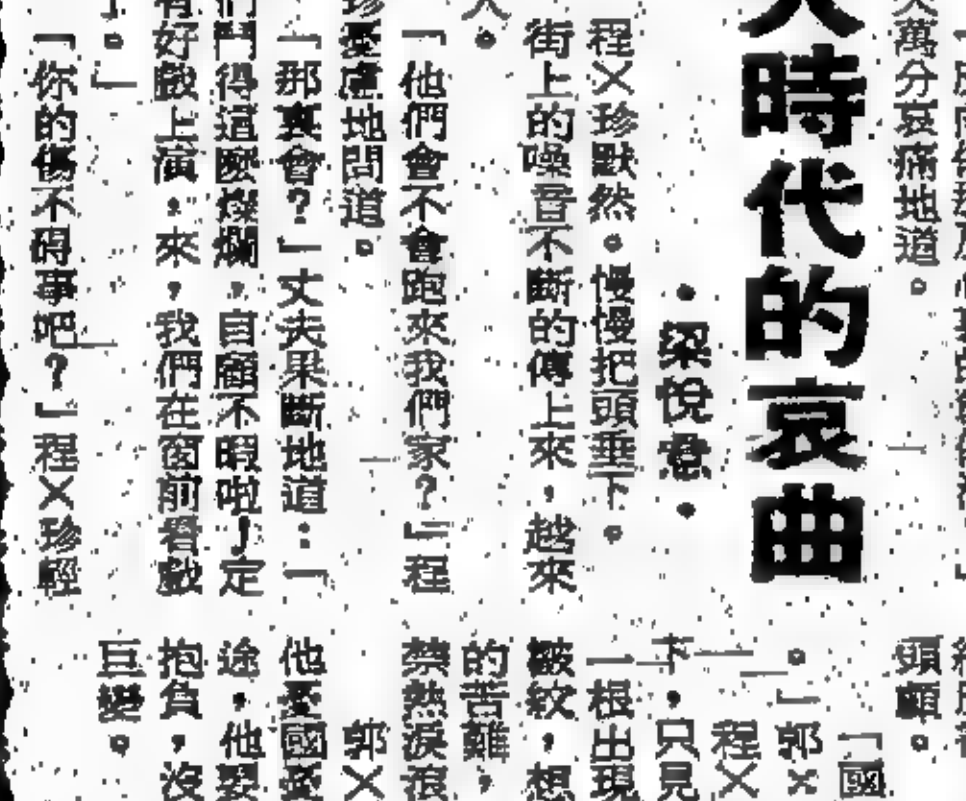 大時代的哀曲
•梁悅意•
程×珍默然。慢慢把頭垂下。
街上的噪音不斷的傳上來，越來
「他們會不會跑來我們家？」程
珍憂慮地問道。
「那真會？」丈夫果斷地道：「
們鬥得這麼燦爛，自顧不暇啦！定
有好戲上演，來，我們在窗前看戲
。」
「你的傷不碍事吧？」程×珍輕
萬分哀痛地道。
頭顱。
「國
。」郭×
程×
下，只見
一根出現
皺紋，想
的苦難，
禁熱淚滾
郭×
他憂國憂
途，他
抱負，沒
巨變。